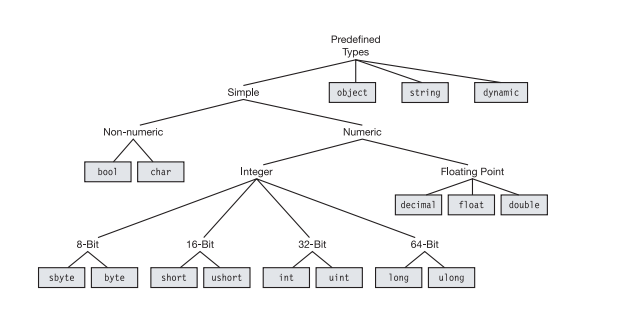 Predefined
Types
object
string
dynamic
Simple
Non-numeric
Numeric
bool
char
Integer
Floating Point
decimal
float
double
8-Bit
16-Bit
32-Bit
64-Bit
sbyte
byte
short
ushort
int
uint
long
ulong